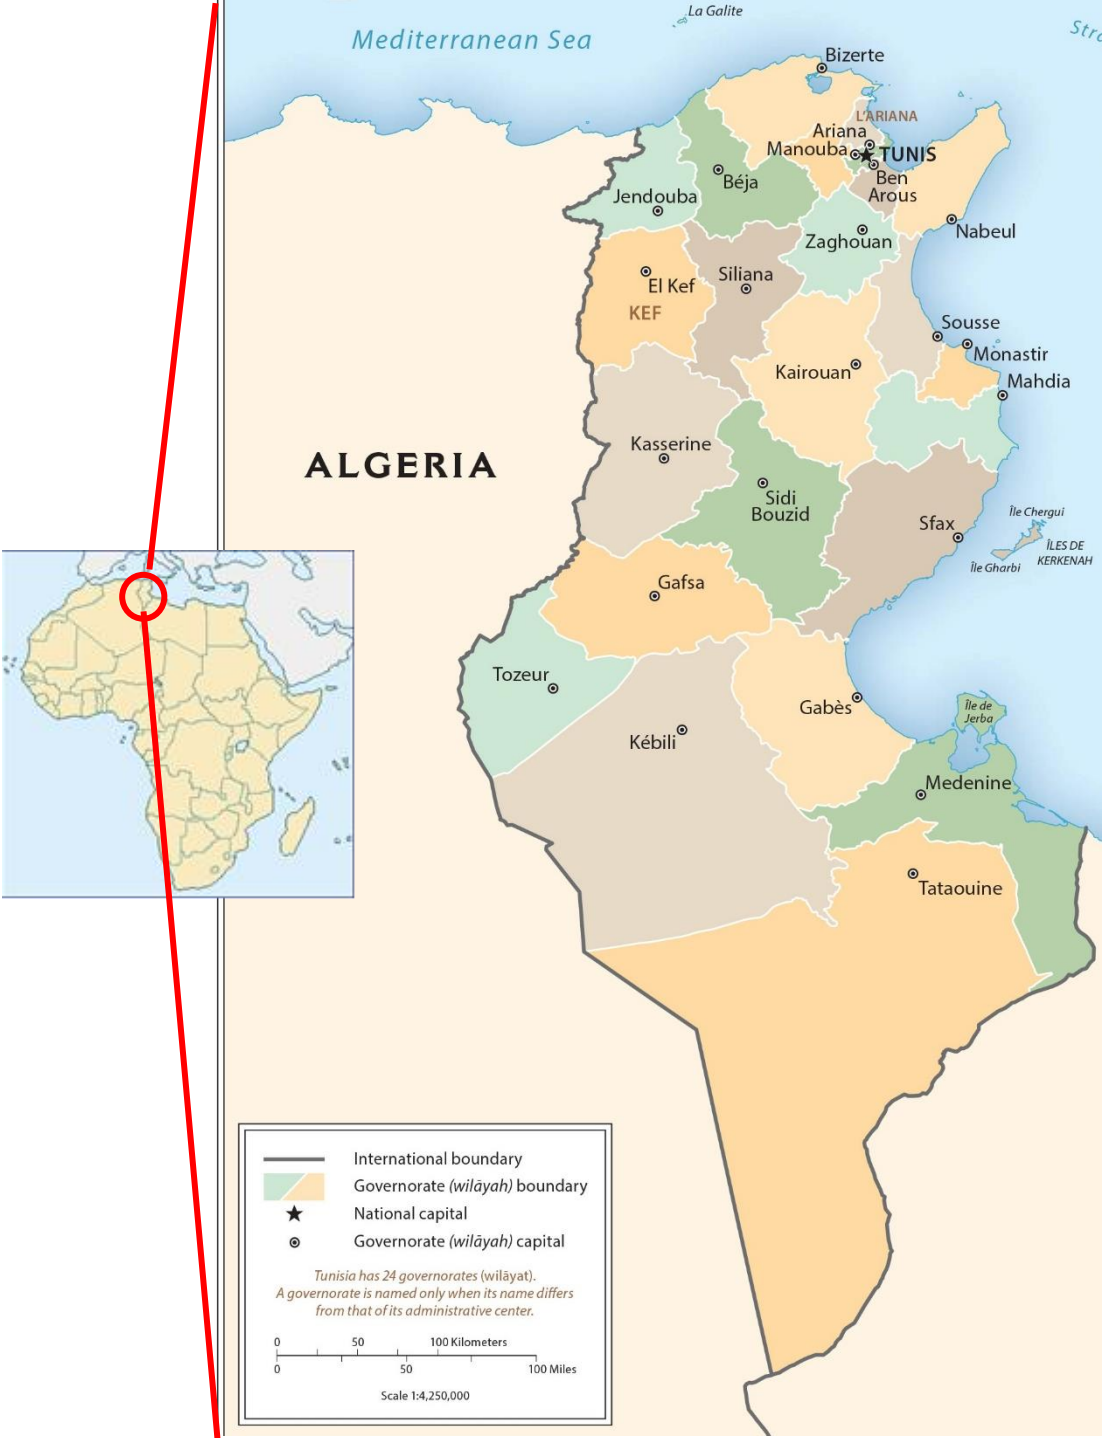 La Galite
Mediterranean Sea
Stra
Bizerte
L'ARIANA
Ariana
Manouba
TUNIS
Ben
Arous
Béja
Jendouba
Nabeul
Zaghouan
Siliana
El Kef
KEF
Sousse
Monastir
Kairouan
Mahdia
Kasserine
ALGERIA
Sidi
Bouzid
Sfax
Île Chergui
ÎLES DE
KERKENAH
Île Gharbi
Gafsa
Tozeur
Gabès
Île de
Jerba
Kébili
Medenine
Tataouine
International boundary
Governorate (wilāyah) boundary
National capital
Governorate (wilāyah) capital
Tunisia has 24 governorates (wilāyat).
A governorate is named only when its name differs
from that of its administrative center.
0 50 100 Kilometers
0 50 100 Miles
Scale 1:4,250,000